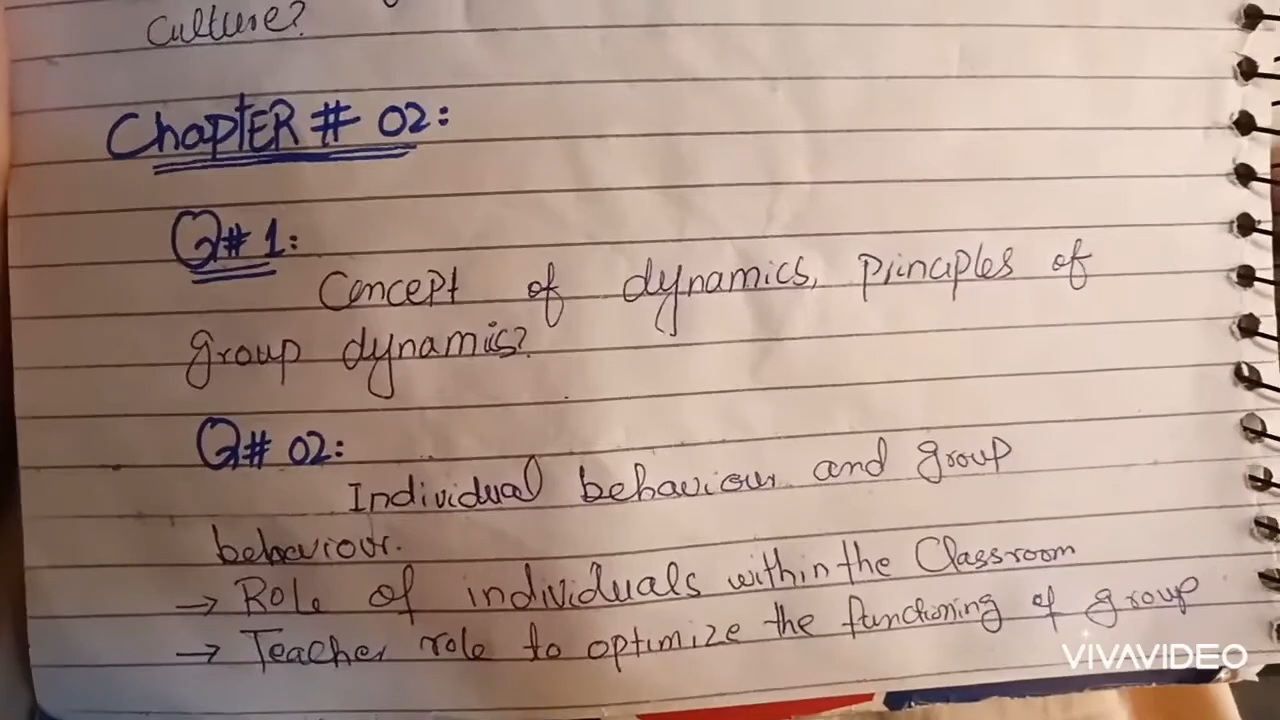 Culture?
ChaptER # 02:
Q# 1:
Concept of dynamics, Principles of
group dynamics?
Q# 02:
Individual behaviour and group
behaviour.
→ Role of individuals within the Classroom
→ Teacher role to optimize the functioning of group
VIVAVIDEO